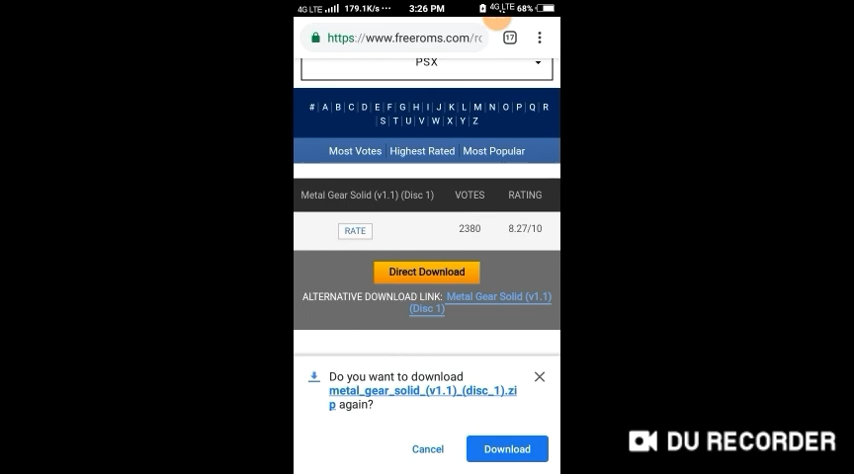 4G LTE 179.1K/s ··· 3:26 PM 4G LTE 68%
https://www.freeroms.com/ro 17
PSX
# | A | B | C | D | E | F | G | H | I | J | K | L | M | N | O | P | Q | R
| S | T | U | V | W | X | Y | Z
Most Votes | Highest Rated | Most Popular
Metal Gear Solid (v1.1) (Disc 1) VOTES RATING
RATE 2380 8.27/10
Direct Download
ALTERNATIVE DOWNLOAD LINK: Metal Gear Solid (v1.1)
(Disc 1)
Do you want to download
metal_gear_solid_(v1.1)_(disc_1).zi
p again?
Cancel Download
DU RECORDER